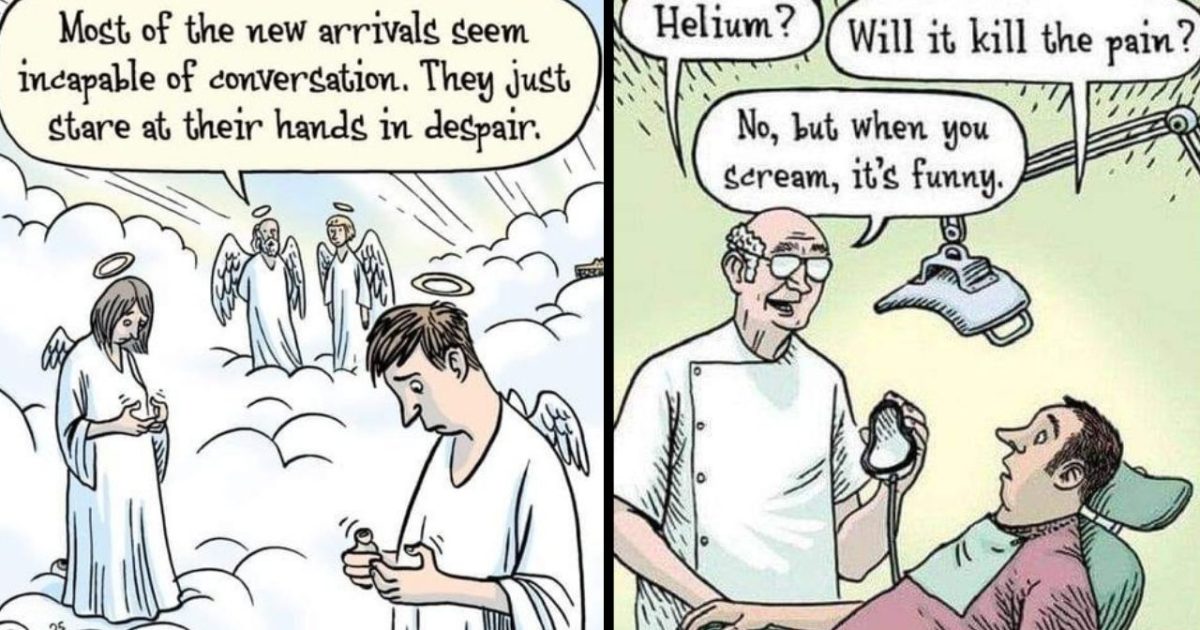 Most of the new arrivals seem
incapable of conversation. They just
stare at their hands in despair.
Helium?
Will it kill the pain?
No, but when you
scream, it's funny.
25